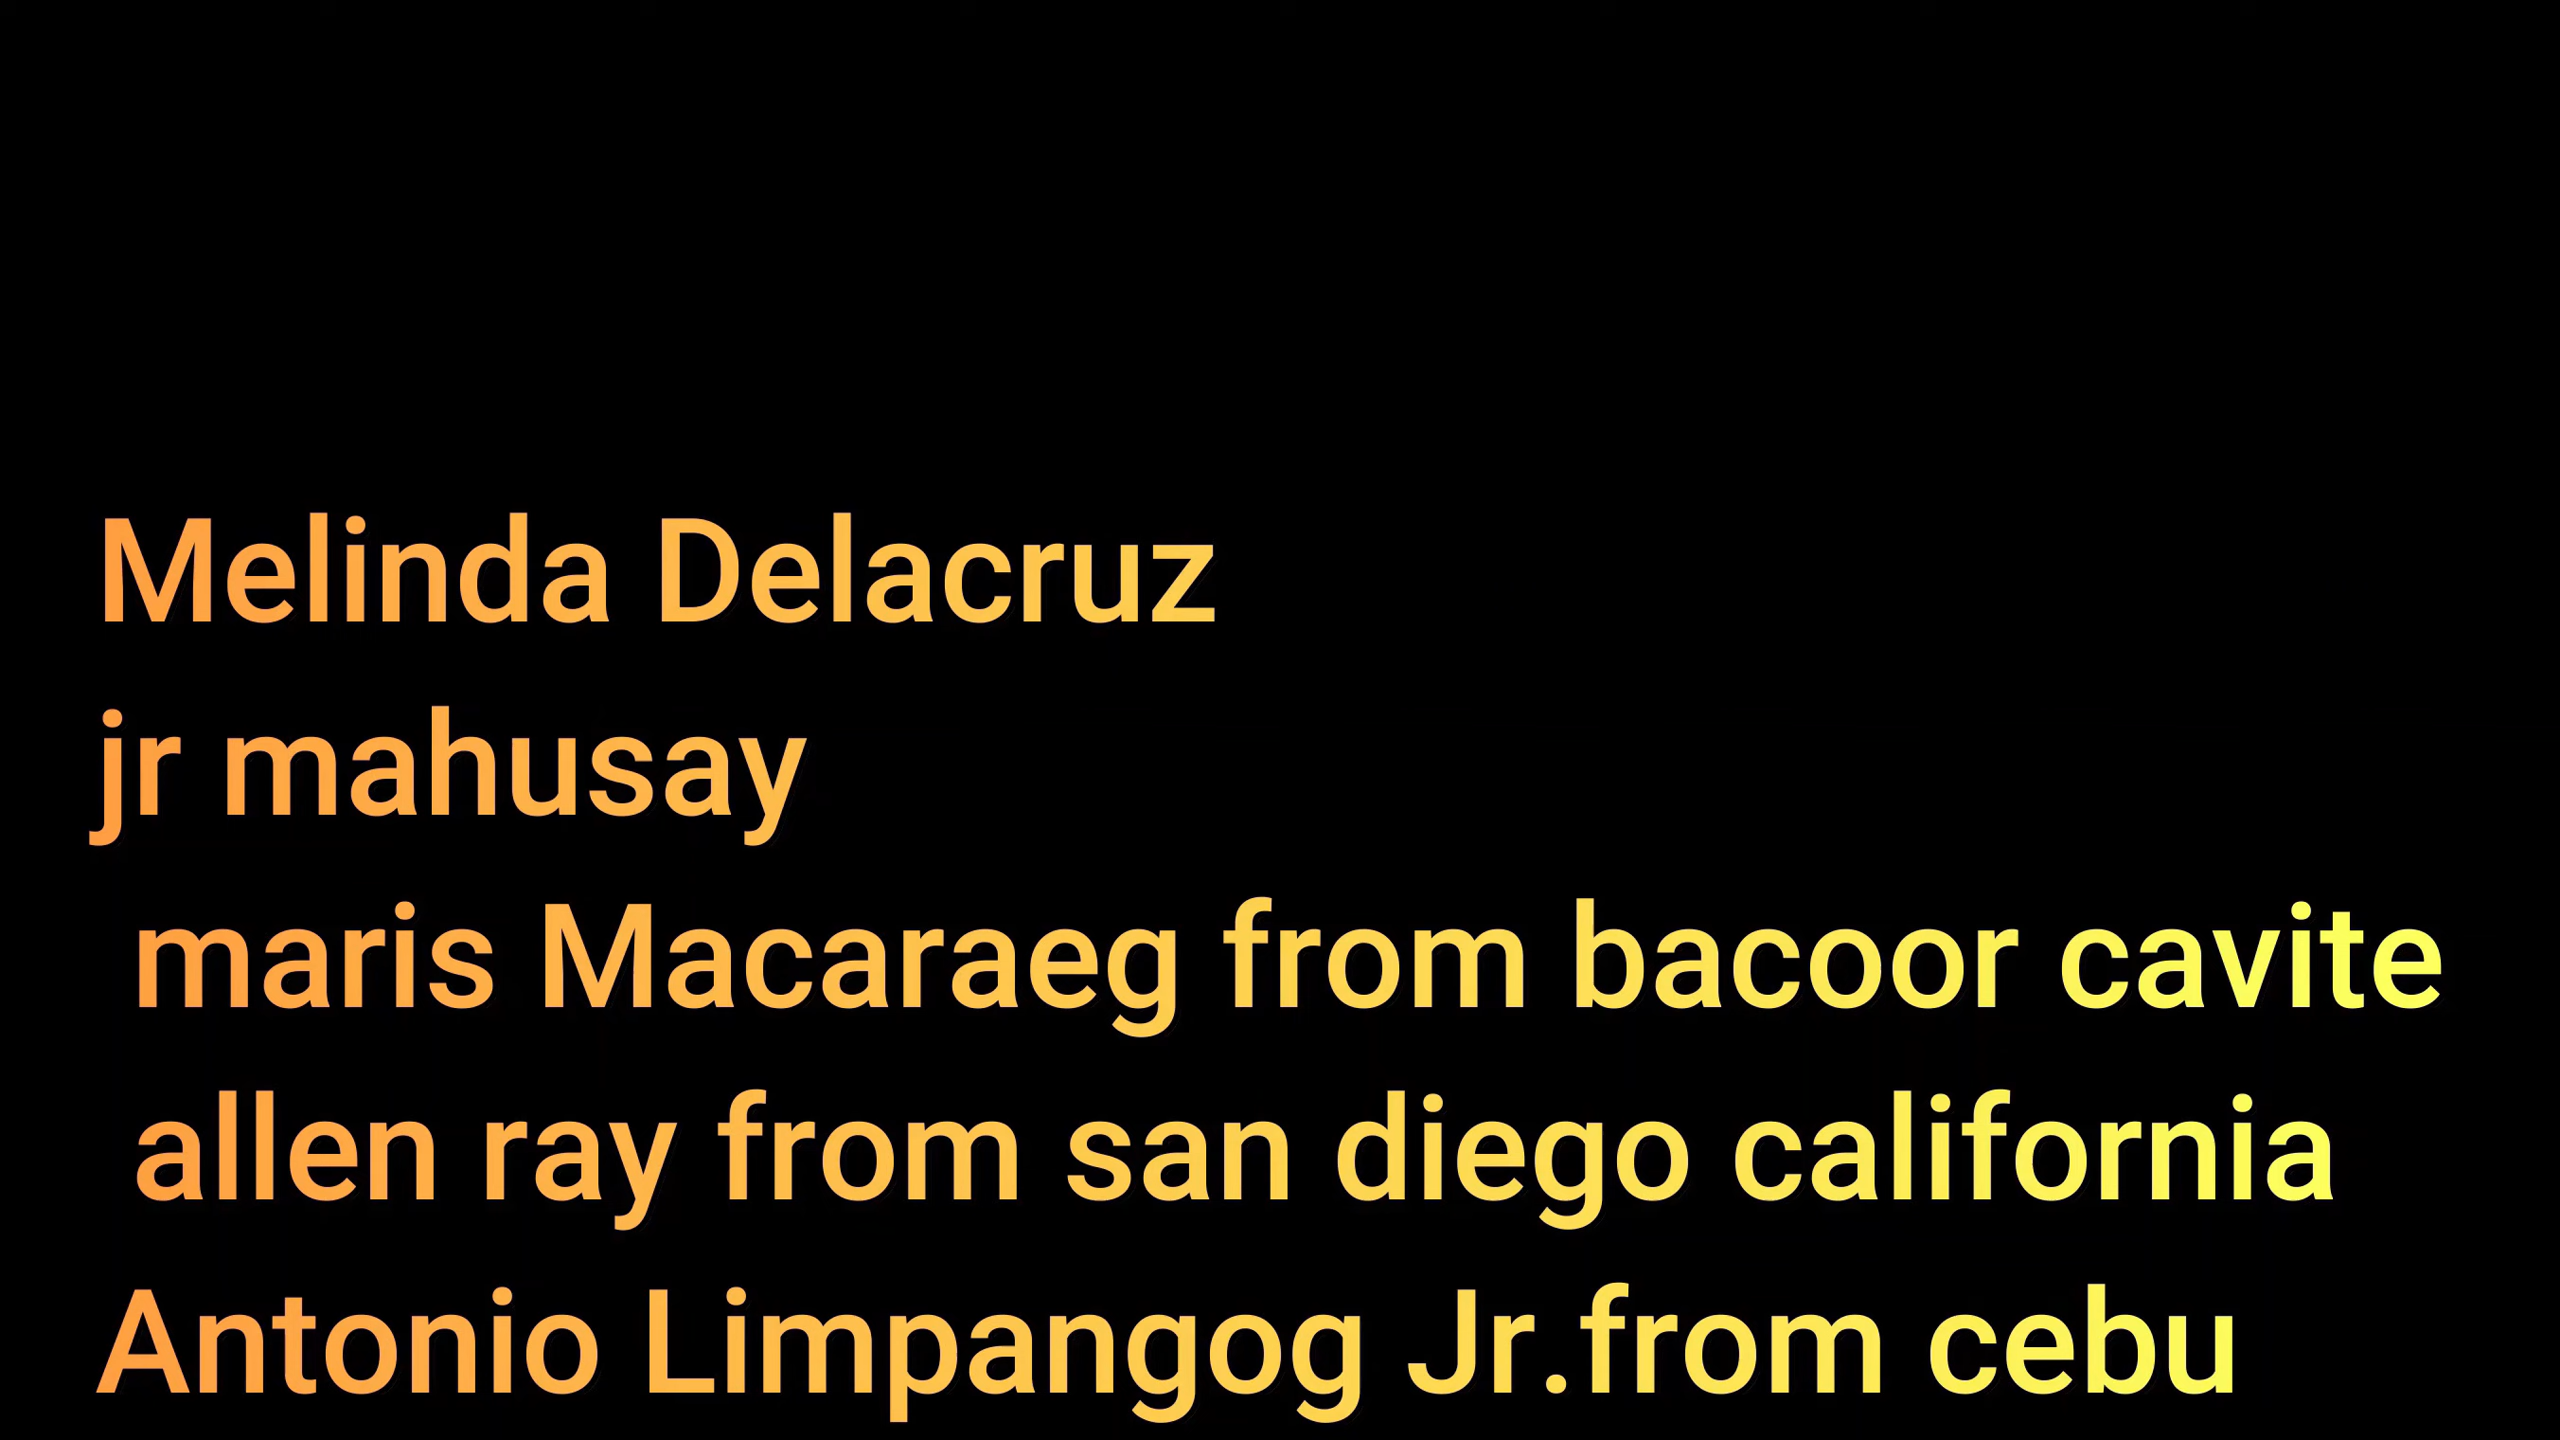 Melinda Delacruz
jr mahusay
maris Macaraeg from bacoor cavite
allen ray from san diego california
Antonio Limpangog Jr.from cebu